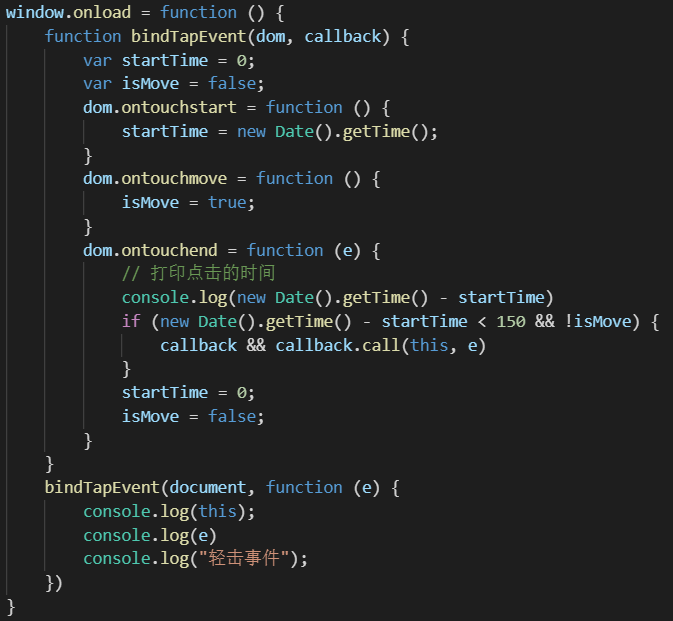 window.onload = function () {
    function bindTapEvent(dom, callback) {
        var startTime = 0;
        var isMove = false;
        dom.ontouchstart = function () {
            startTime = new Date().getTime();
        }
        dom.ontouchmove = function () {
            isMove = true;
        }
        dom.ontouchend = function (e) {
            // 打印点击的时间
            console.log(new Date().getTime() - startTime)
            if (new Date().getTime() - startTime < 150 && !isMove) {
                callback && callback.call(this, e)
            }
            startTime = 0;
            isMove = false;
        }
    }
    bindTapEvent(document, function (e) {
        console.log(this);
        console.log(e)
        console.log("轻击事件");
    })
}